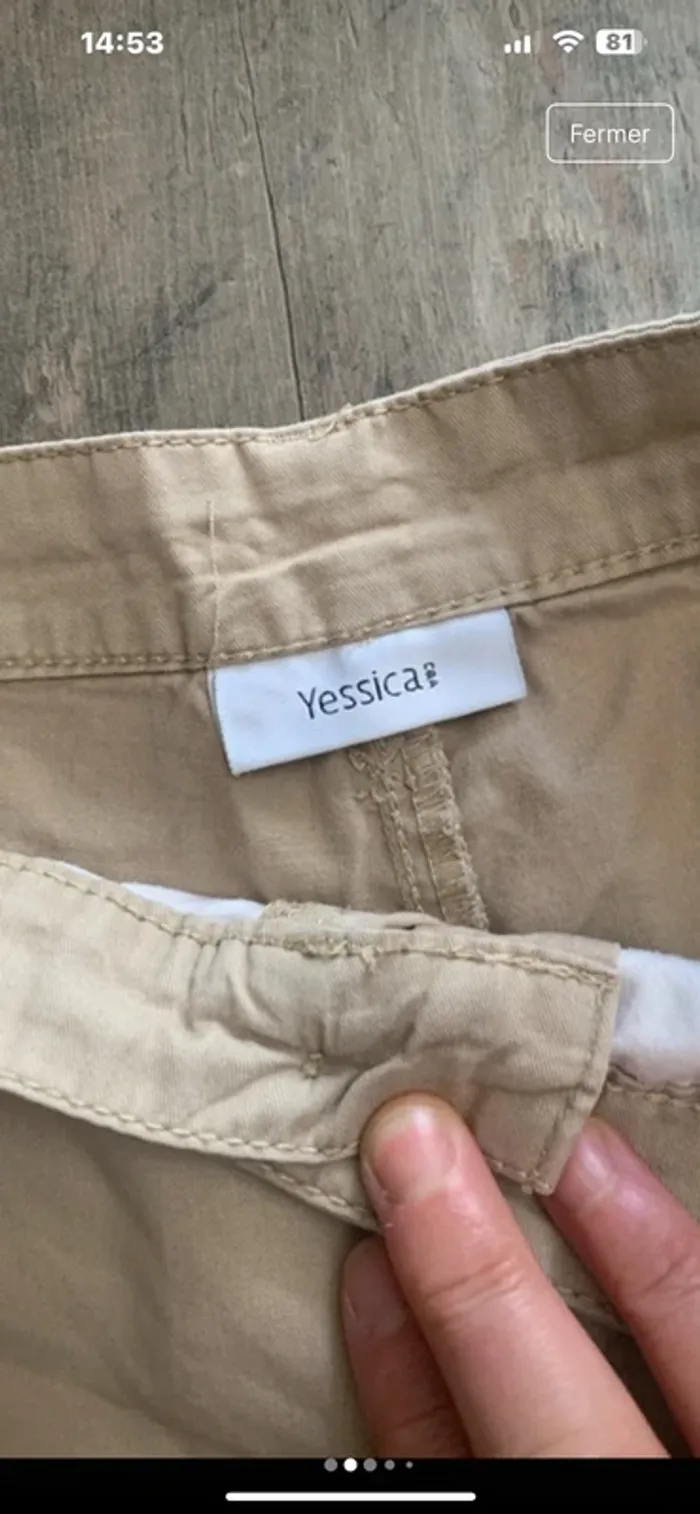 14:53
81
Fermer
Yessica
C&A